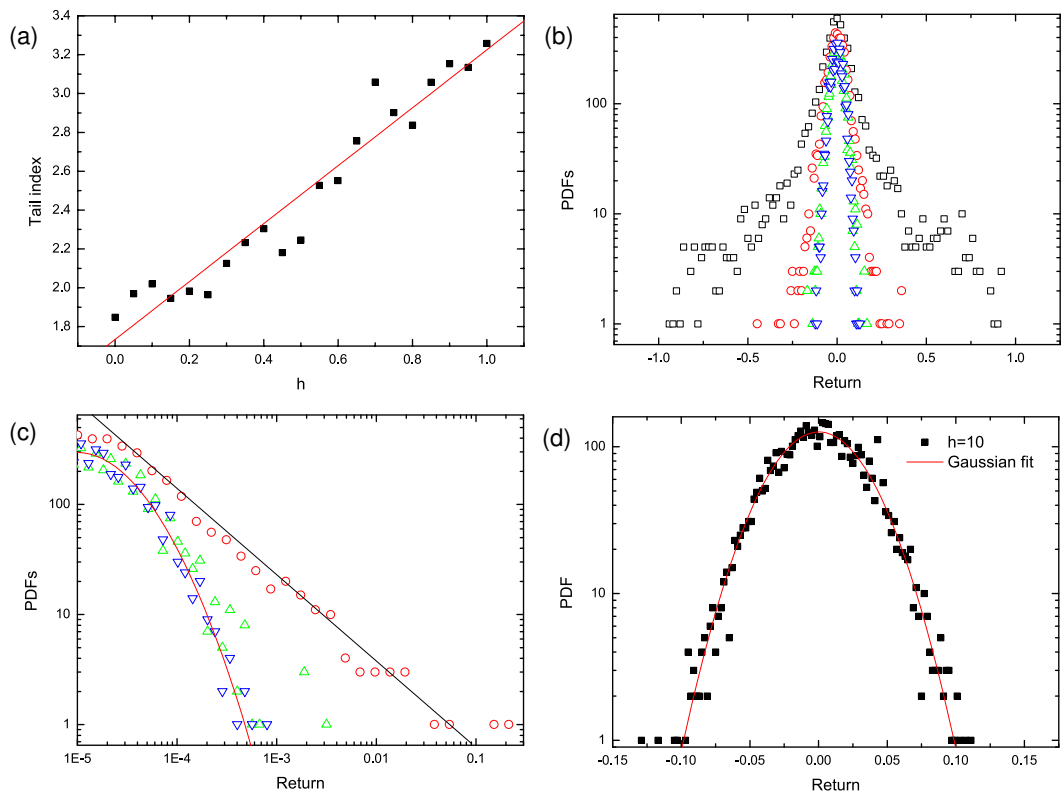 (a)
3.4
3.2
3.0
2.8
2.6
2.4
2.2
2.0
1.8
Tail index
0.0 0.2 0.4 0.6 0.8 1.0
h
(b)
100
10
1
PDFs
-1.0 -0.5 0.0 0.5 1.0
Return
(c)
100
10
1
PDFs
1E-5 1E-4 1E-3 0.01 0.1
Return
(d)
h=10
Gaussian fit
100
10
1
PDF
-0.15 -0.10 -0.05 0.00 0.05 0.10 0.15
Return